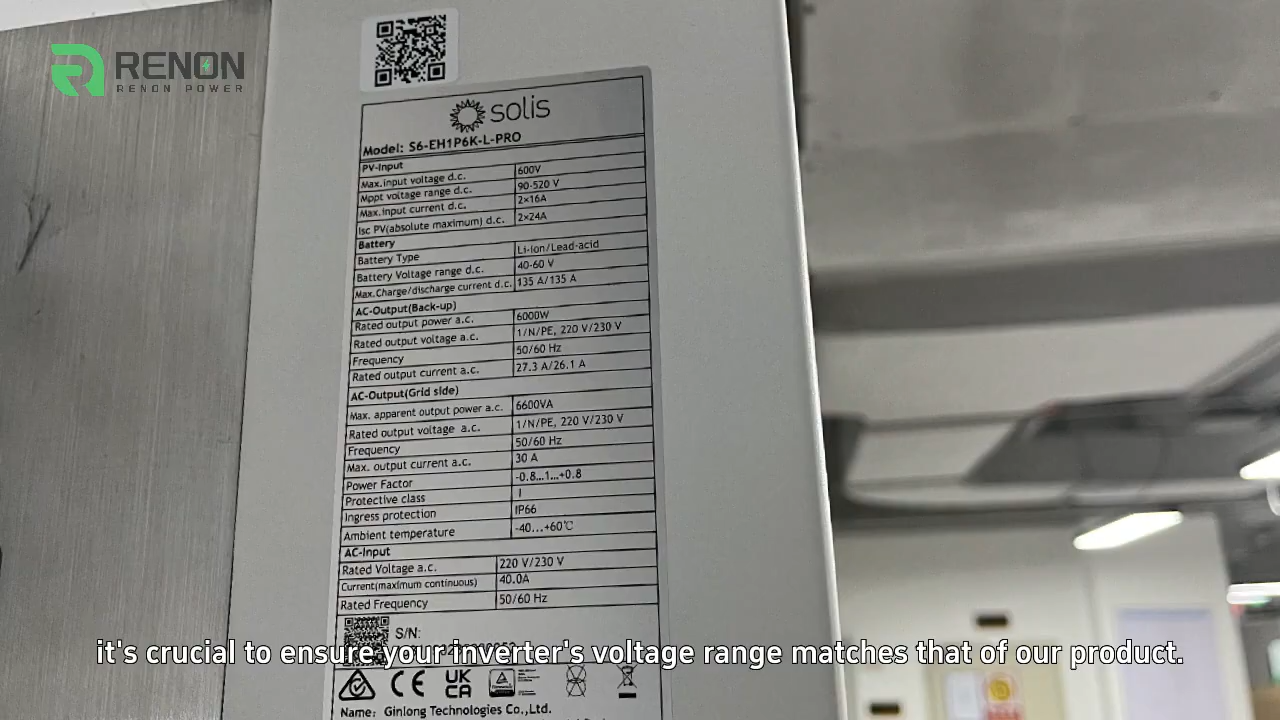 RENON
RENON POWER
solis
Model: S6-EH1P6K-L-PRO
PV-Input
Max.input voltage d.c. 600V
Mppt voltage range d.c. 90-520 V
Max.input current d.c. 2×16A
Isc PV(absolute maximum) d.c. 2×24A
Battery
Battery Type Li-ion/Lead-acid
Battery Voltage range d.c. 40-60 V
Max.Charge/discharge current d.c. 135 A/135 A
AC-Output(Back-up)
Rated output power a.c. 6000W
Rated output voltage a.c. 1/N/PE, 220 V/230 V
Frequency 50/60 Hz
Rated output current a.c. 27.3 A/26.1 A
AC-Output(Grid side)
Max. apparent output power a.c. 6600VA
Rated output voltage a.c. 1/N/PE, 220 V/230 V
Frequency 50/60 Hz
Max. output current a.c. 30 A
Power Factor -0.8...1...+0.8
Protective class I
Ingress protection IP66
Ambient temperature -40...+60℃
AC-Input
Rated Voltage a.c. 220 V/230 V
Current(maximum continuous) 40.0A
Rated Frequency 50/60 Hz
S/N:
it's crucial to ensure your inverter's voltage range matches that of our product.
CE UK CA
Name: Ginlong Technologies Co.,Ltd.